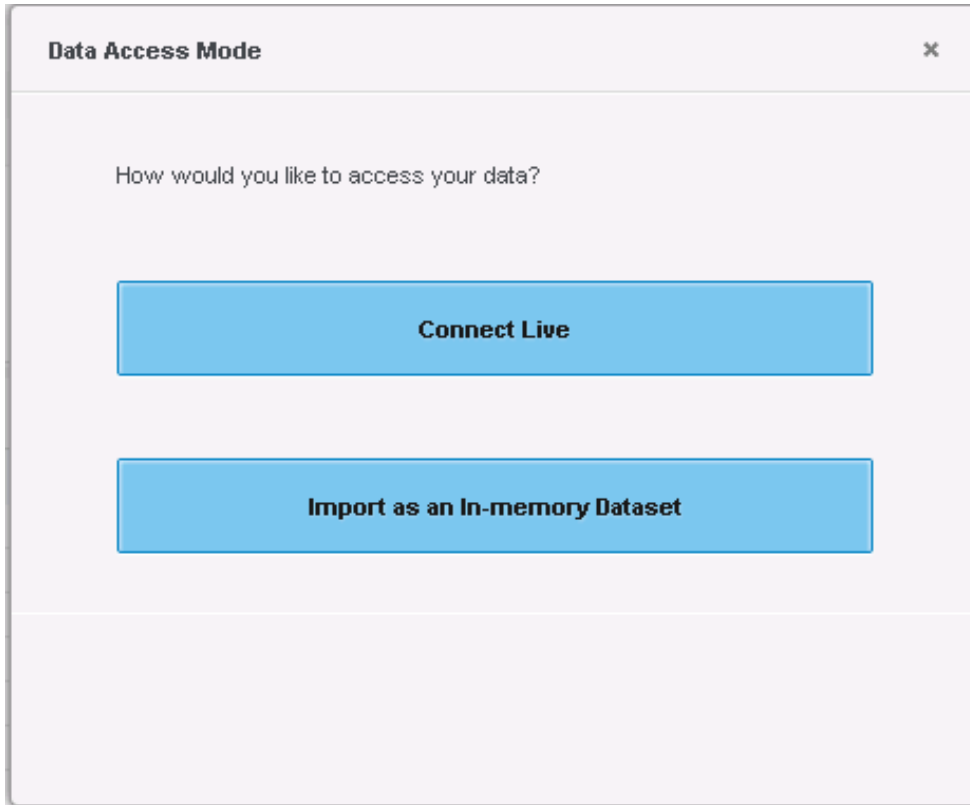 Data Access Mode
How would you like to access your data?
Connect Live
Import as an In-memory Dataset